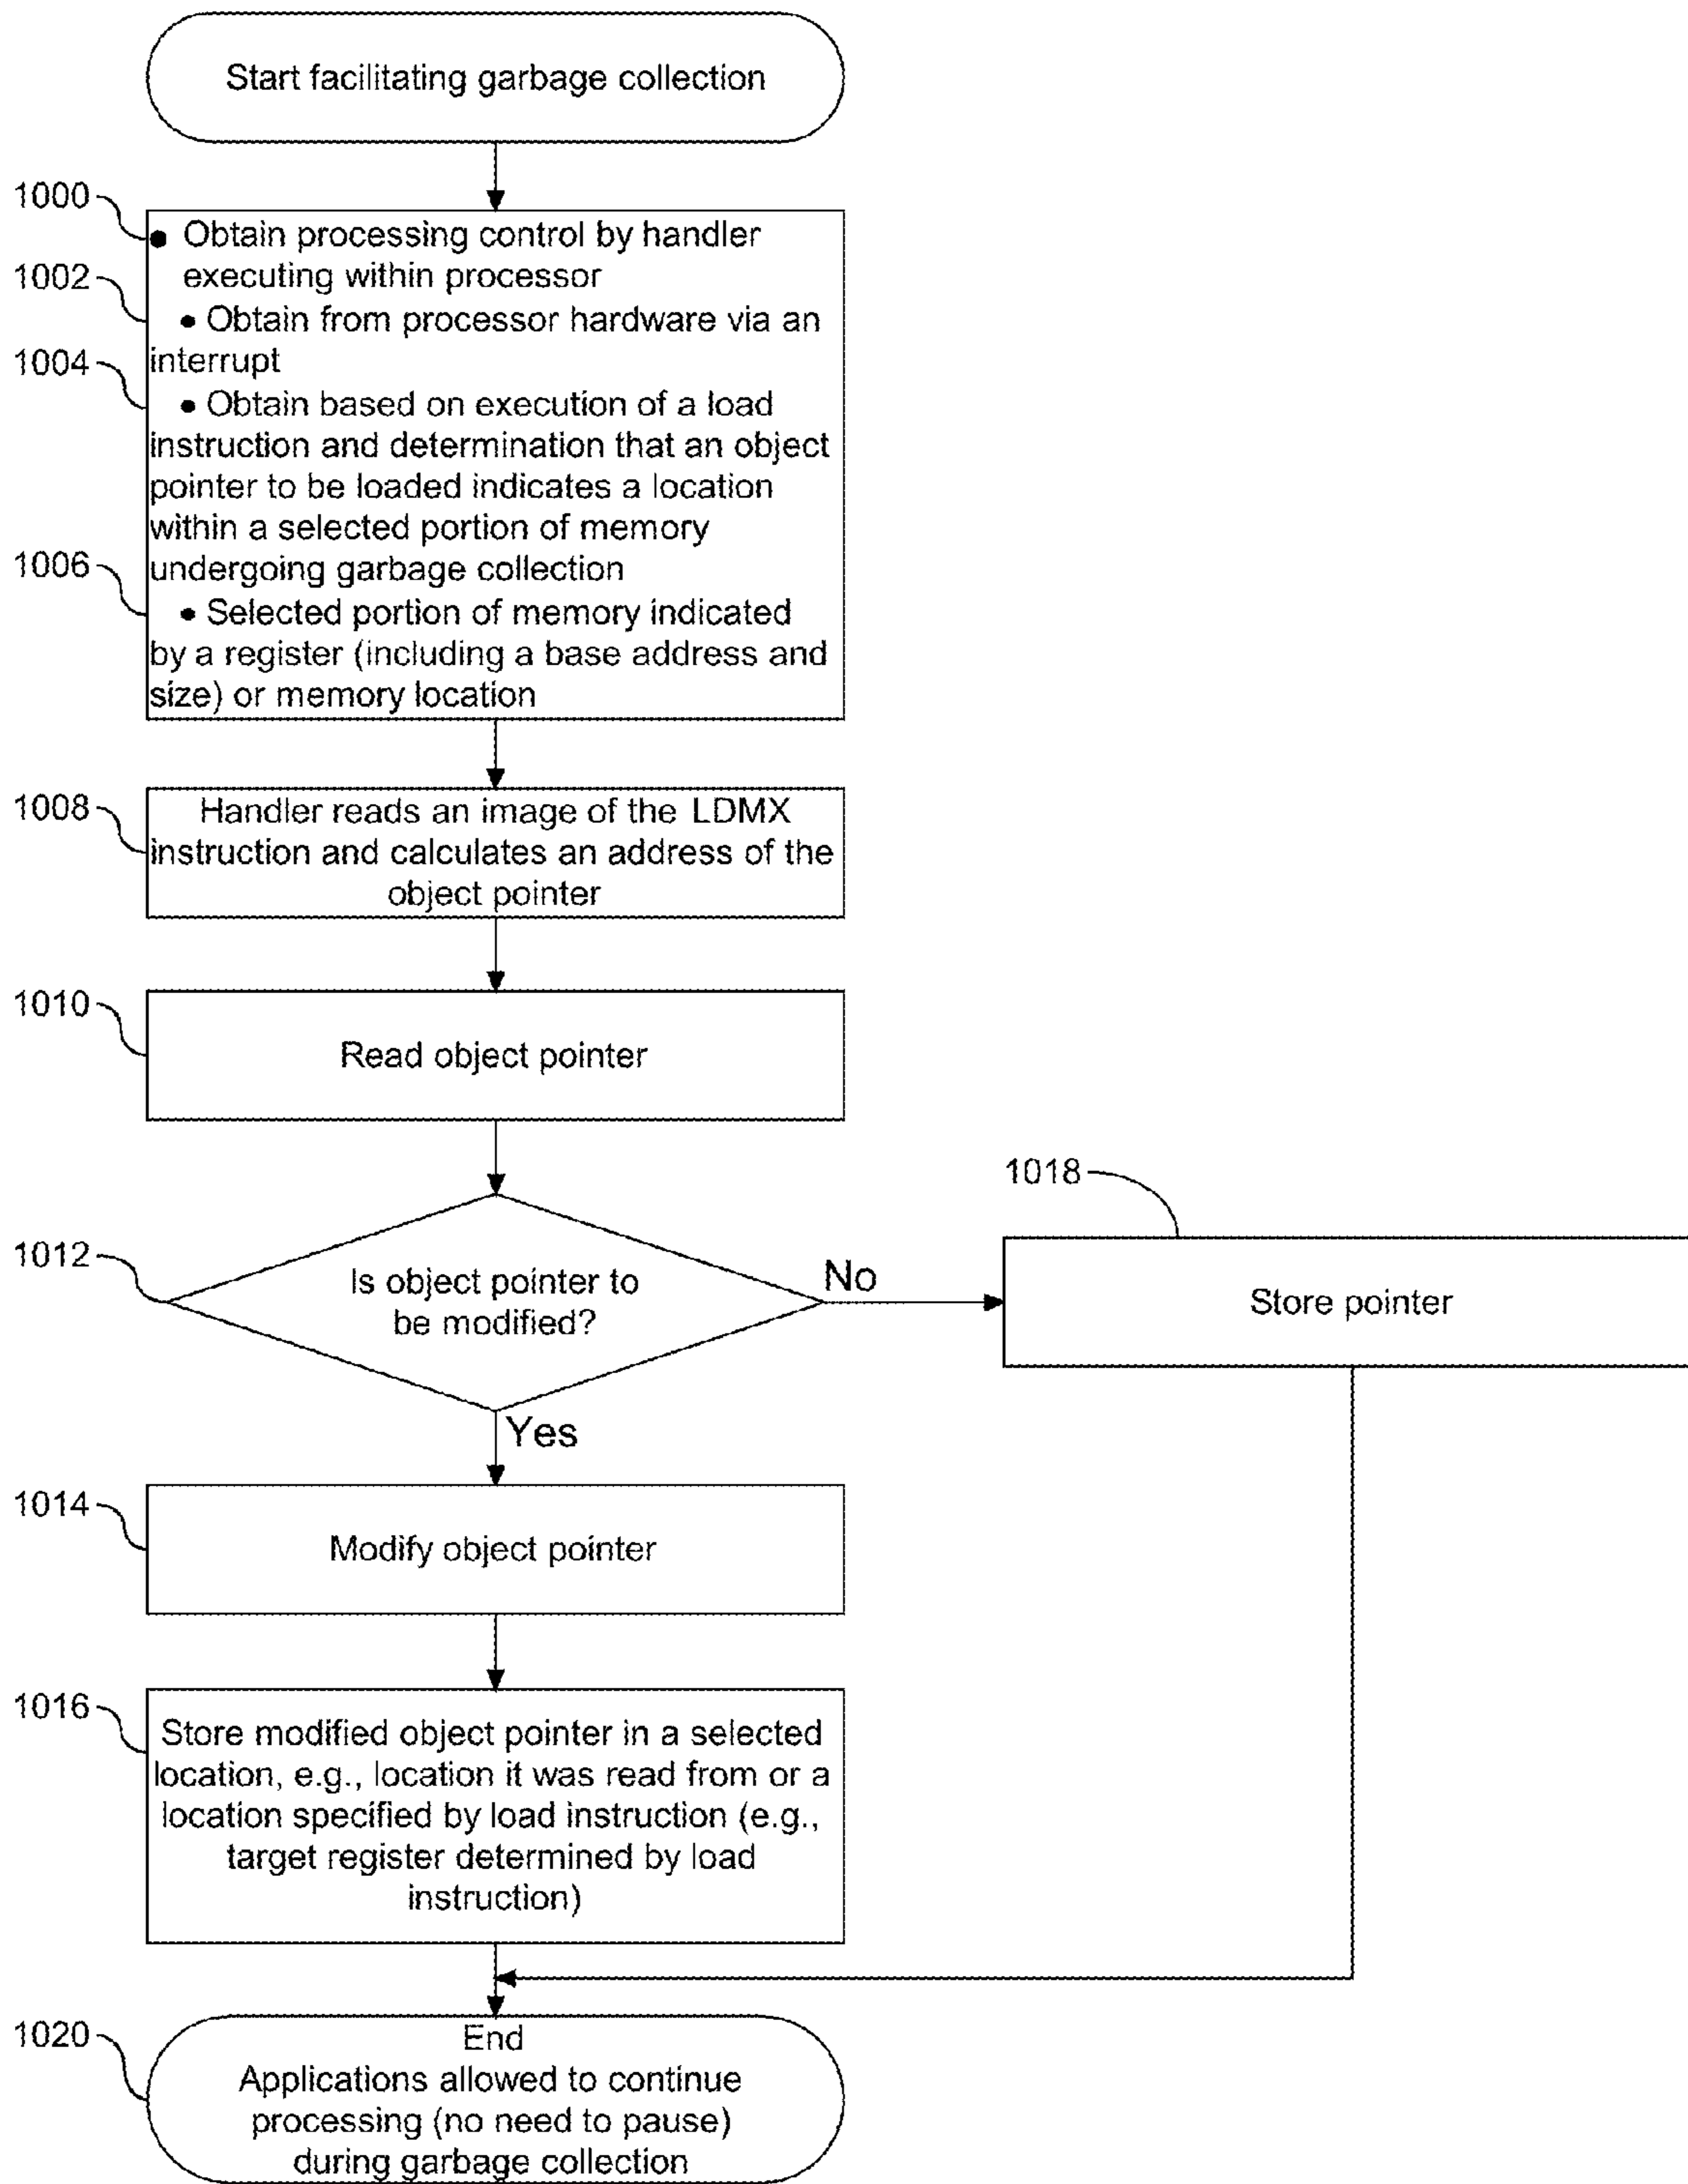 Start facilitating garbage collection
1000
● Obtain processing control by handler
executing within processor
1002
● Obtain from processor hardware via an
interrupt
1004
● Obtain based on execution of a load
instruction and determination that an object
pointer to be loaded indicates a location
within a selected portion of memory
undergoing garbage collection
1006
● Selected portion of memory indicated
by a register (including a base address and
size) or memory location
1008
Handler reads an image of the LDMX
instruction and calculates an address of the
object pointer
1010
Read object pointer
1012
Is object pointer to
be modified?
No
1018
Store pointer
Yes
1014
Modify object pointer
1016
Store modified object pointer in a selected
location, e.g., location it was read from or a
location specified by load instruction (e.g.,
target register determined by load
instruction)
1020
End
Applications allowed to continue
processing (no need to pause)
during garbage collection